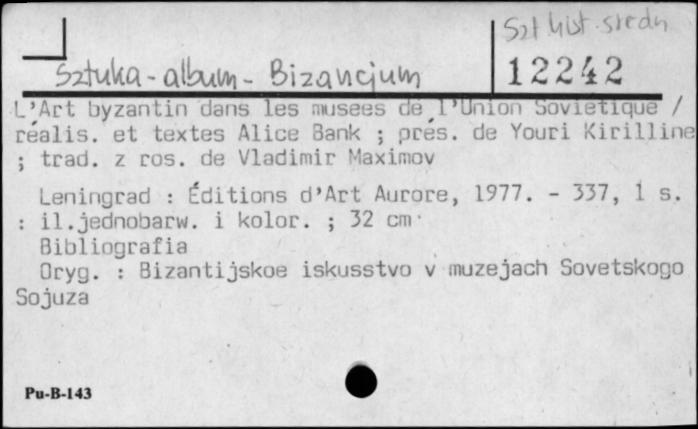 Szt hist. sredn
Sztuka - album - Bizancjum
12242
L'Art byzantin dans les musees de l'Union Soviétique /
réalis. et textes Alice Bank ; prés. de Youri Kirilline
; trad. z ros. de Vladimir Maximov
Leningrad : Éditions d'Art Aurore, 1977. - 337, 1 s.
: il.jednobarw. i kolor. ; 32 cm
Bibliografia
Oryg. : Bizantijskoe iskusstvo v muzejach Sovetskogo
Sojuza
Pu-B-143